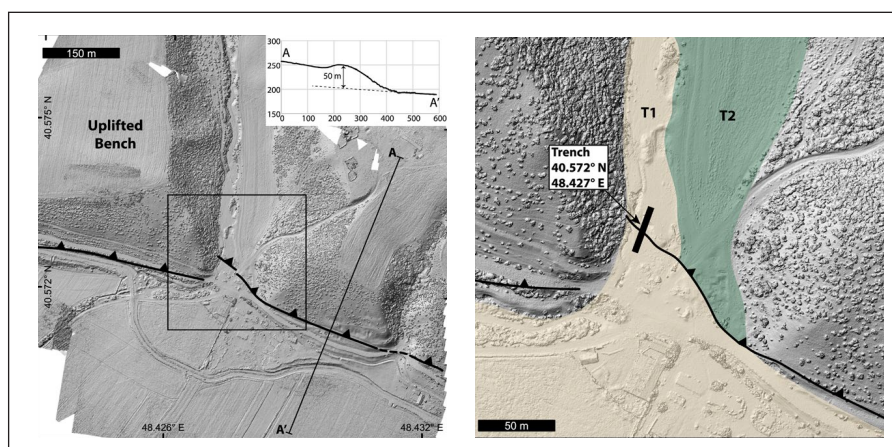 150 m
300
250
200
150
0 100 200 300 400 500 600
A
50 m
A'
40.575° N
Uplifted
Bench
A
40.572° N
A'
48.426° E
48.432° E
T1
T2
Trench
40.572° N
48.427° E
50 m